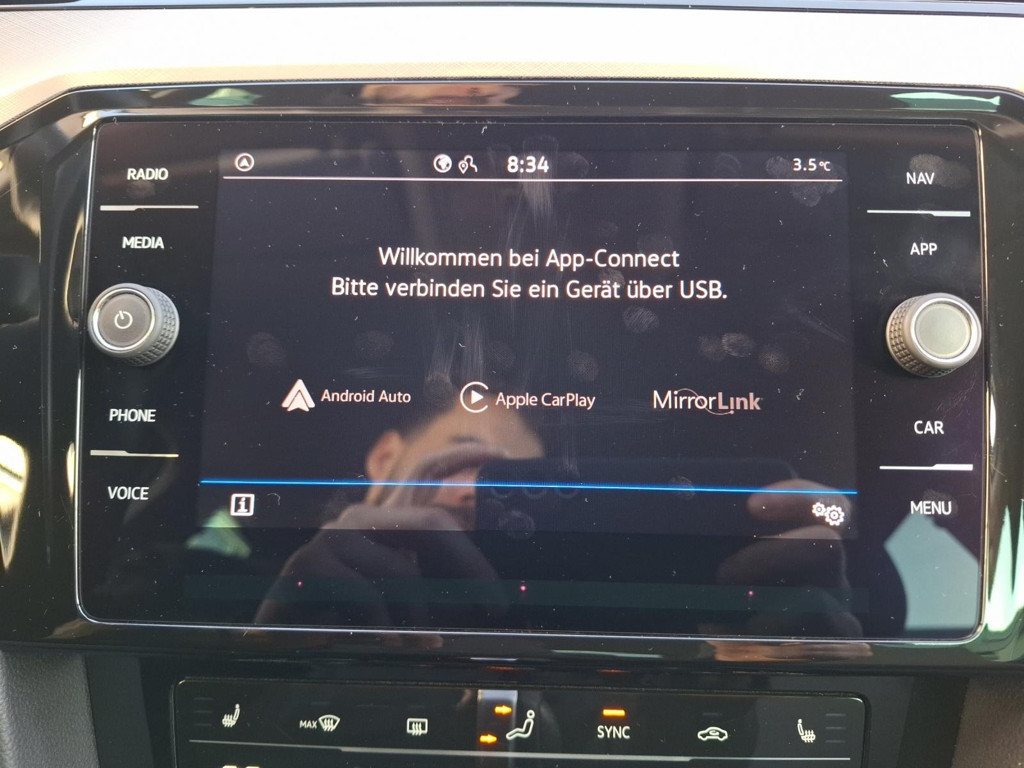 8:34
3.5°C
RADIO
MEDIA
PHONE
VOICE
Willkommen bei App-Connect
Bitte verbinden Sie ein Gerät über USB.
Android Auto
Apple CarPlay
MirrorLink
i
NAV
APP
CAR
MENU
MAX
SYNC